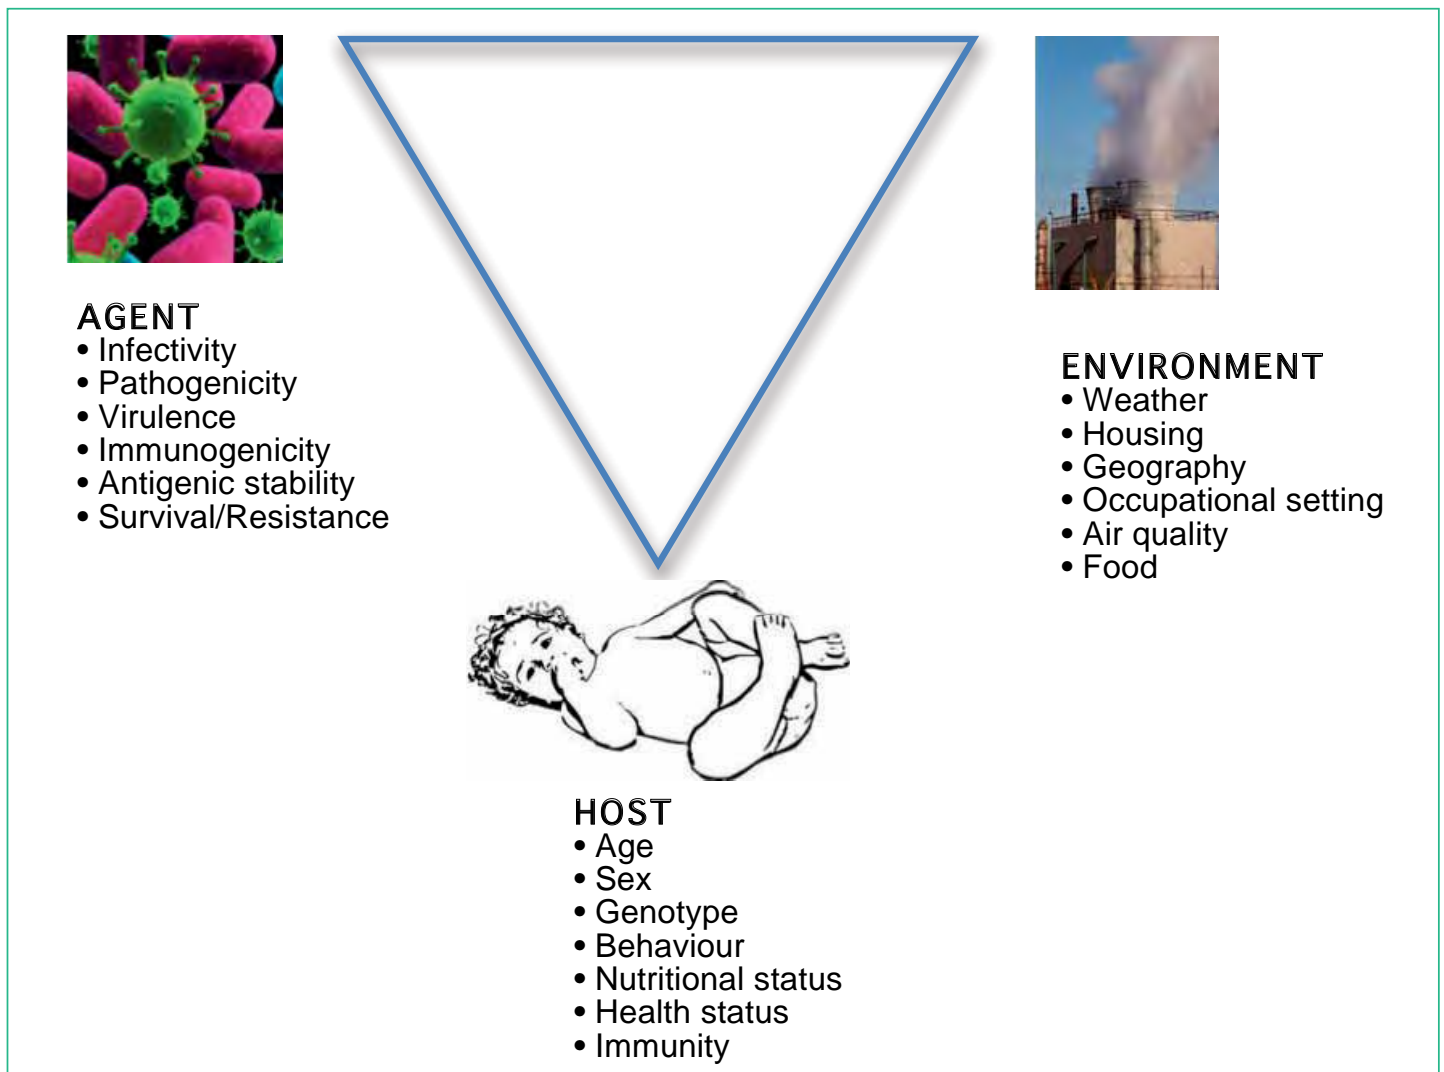 AGENT
• Infectivity
• Pathogenicity
• Virulence
• Immunogenicity
• Antigenic stability
• Survival/Resistance
ENVIRONMENT
• Weather
• Housing
• Geography
• Occupational setting
• Air quality
• Food
HOST
• Age
• Sex
• Genotype
• Behaviour
• Nutritional status
• Health status
• Immunity